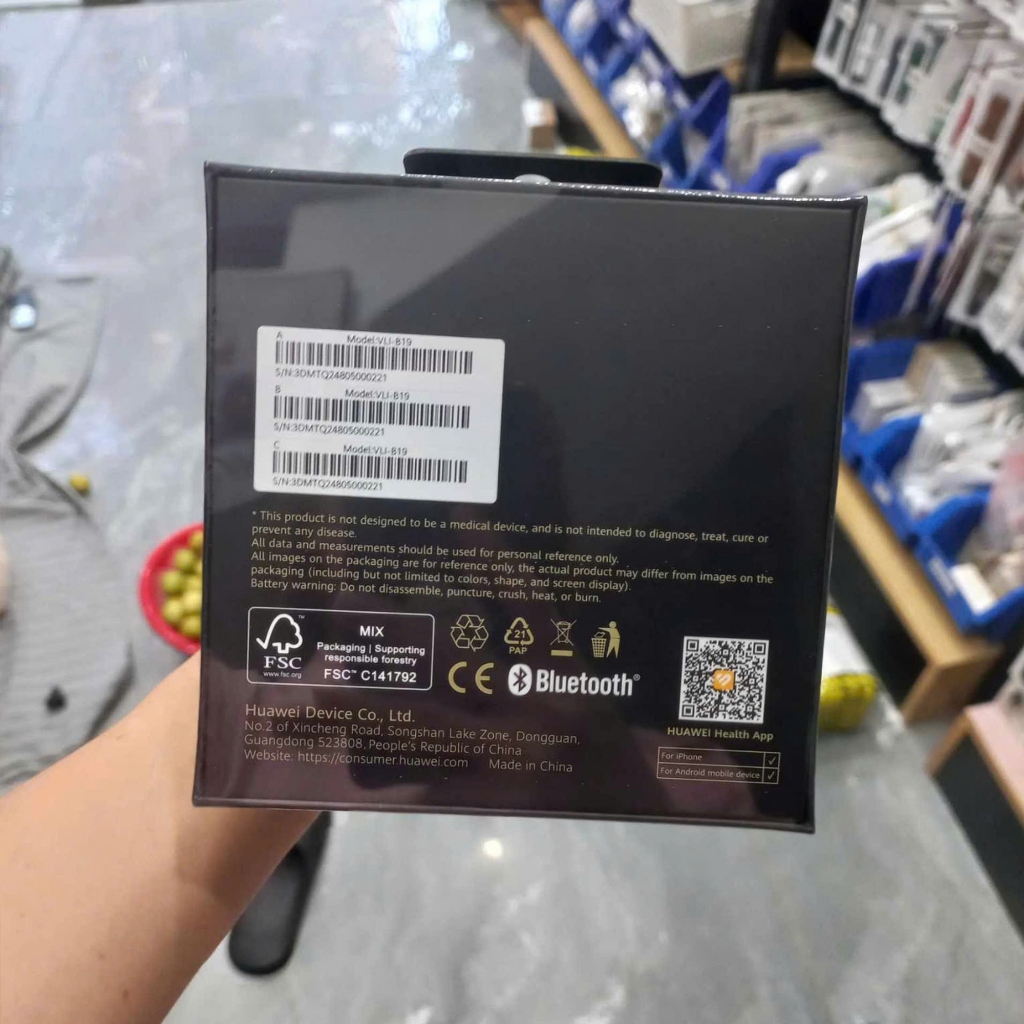 A
Model:VLI-B19
S/N:3DMTQ24805000221
B
Model:VLI-B19
S/N:3DMTQ24805000221
C
Model:VLI-B19
S/N:3DMTQ24805000221
* This product is not designed to be a medical device, and is not intended to diagnose, treat, cure or
prevent any disease.
All data and measurements should be used for personal reference only.
All images on the packaging are for reference only, the actual product may differ from images on the
packaging (including but not limited to colors, shape, and screen display).
Battery warning: Do not disassemble, puncture, crush, heat, or burn.
FSC
www.fsc.org
MIX
Packaging | Supporting
responsible forestry
FSC™ C141792
21
PAP
CE
Bluetooth®
HUAWEI Health App
For iPhone ✓
For Android mobile device ✓
Huawei Device Co., Ltd.
No.2 of Xincheng Road, Songshan Lake Zone, Dongguan,
Guangdong 523808, People's Republic of China
Website: https://consumer.huawei.com Made in China